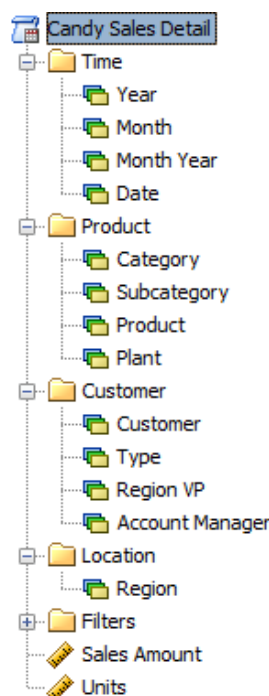 Candy Sales Detail
Time
Year
Month
Month Year
Date
Product
Category
Subcategory
Product
Plant
Customer
Customer
Type
Region VP
Account Manager
Location
Region
Filters
Sales Amount
Units